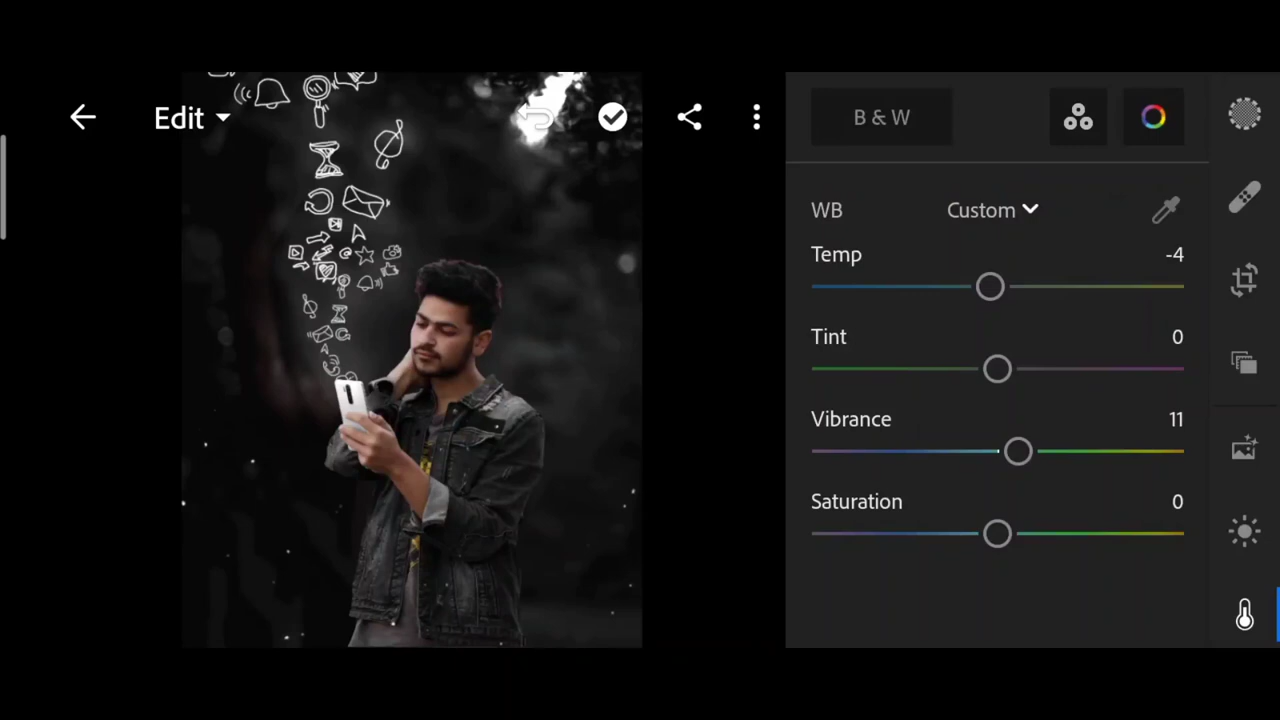 Edit
B & W
WB Custom
Temp -4
Tint 0
Vibrance 11
Saturation 0